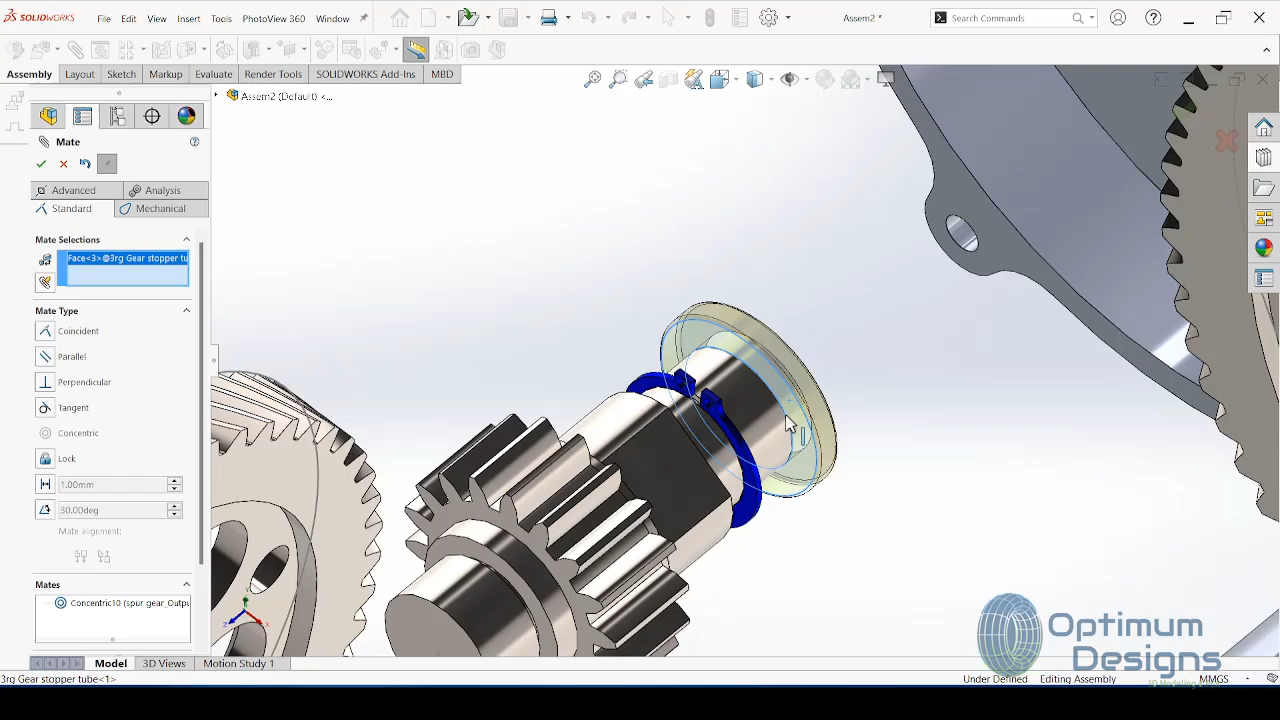 SOLIDWORKS File Edit View Insert Tools PhotoView 360 Window Assem2 * Search Commands
Assembly Layout Sketch Markup Evaluate Render Tools SOLIDWORKS Add-Ins MBD
Assem2 (Default) <...
Mate
Advanced Analysis
Standard Mechanical
Mate Selections
Face<3>@3rg Gear stopper tu
Mate Type
Coincident
Parallel
Perpendicular
Tangent
Concentric
Lock
1.00mm
30.00deg
Mate alignment:
Mates
Concentric10 (spur gear_Outpu
Optimum
Designs
Model 3D Views Motion Study 1
3rg Gear stopper tube<1> Under Defined Editing Assembly MMGS